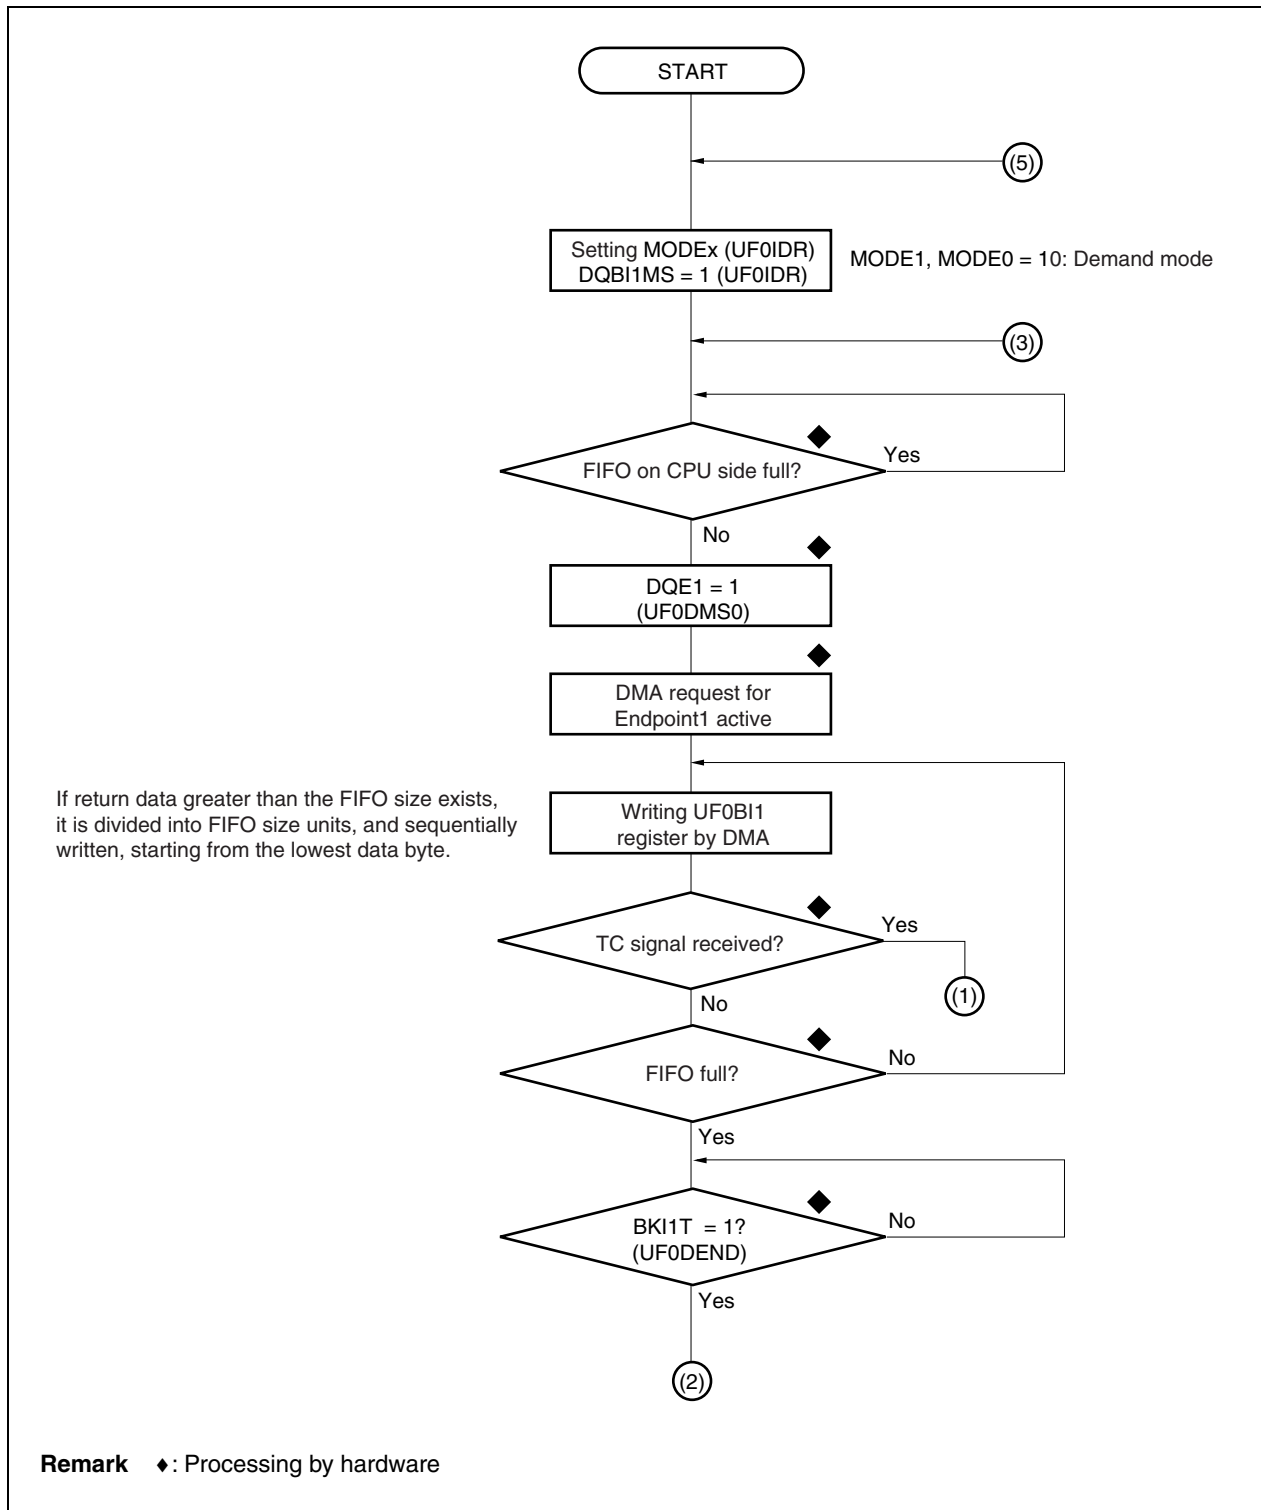 START
(5)
Setting MODEx (UF0IDR)
DQBI1MS = 1 (UF0IDR)
MODE1, MODE0 = 10: Demand mode
(3)
FIFO on CPU side full?
Yes
No
DQE1 = 1
(UF0DMS0)
DMA request for
Endpoint1 active
If return data greater than the FIFO size exists,
it is divided into FIFO size units, and sequentially
written, starting from the lowest data byte.
Writing UF0BI1
register by DMA
TC signal received?
Yes
(1)
No
FIFO full?
No
Yes
BKI1T = 1?
(UF0DEND)
No
Yes
(2)
Remark ♦: Processing by hardware